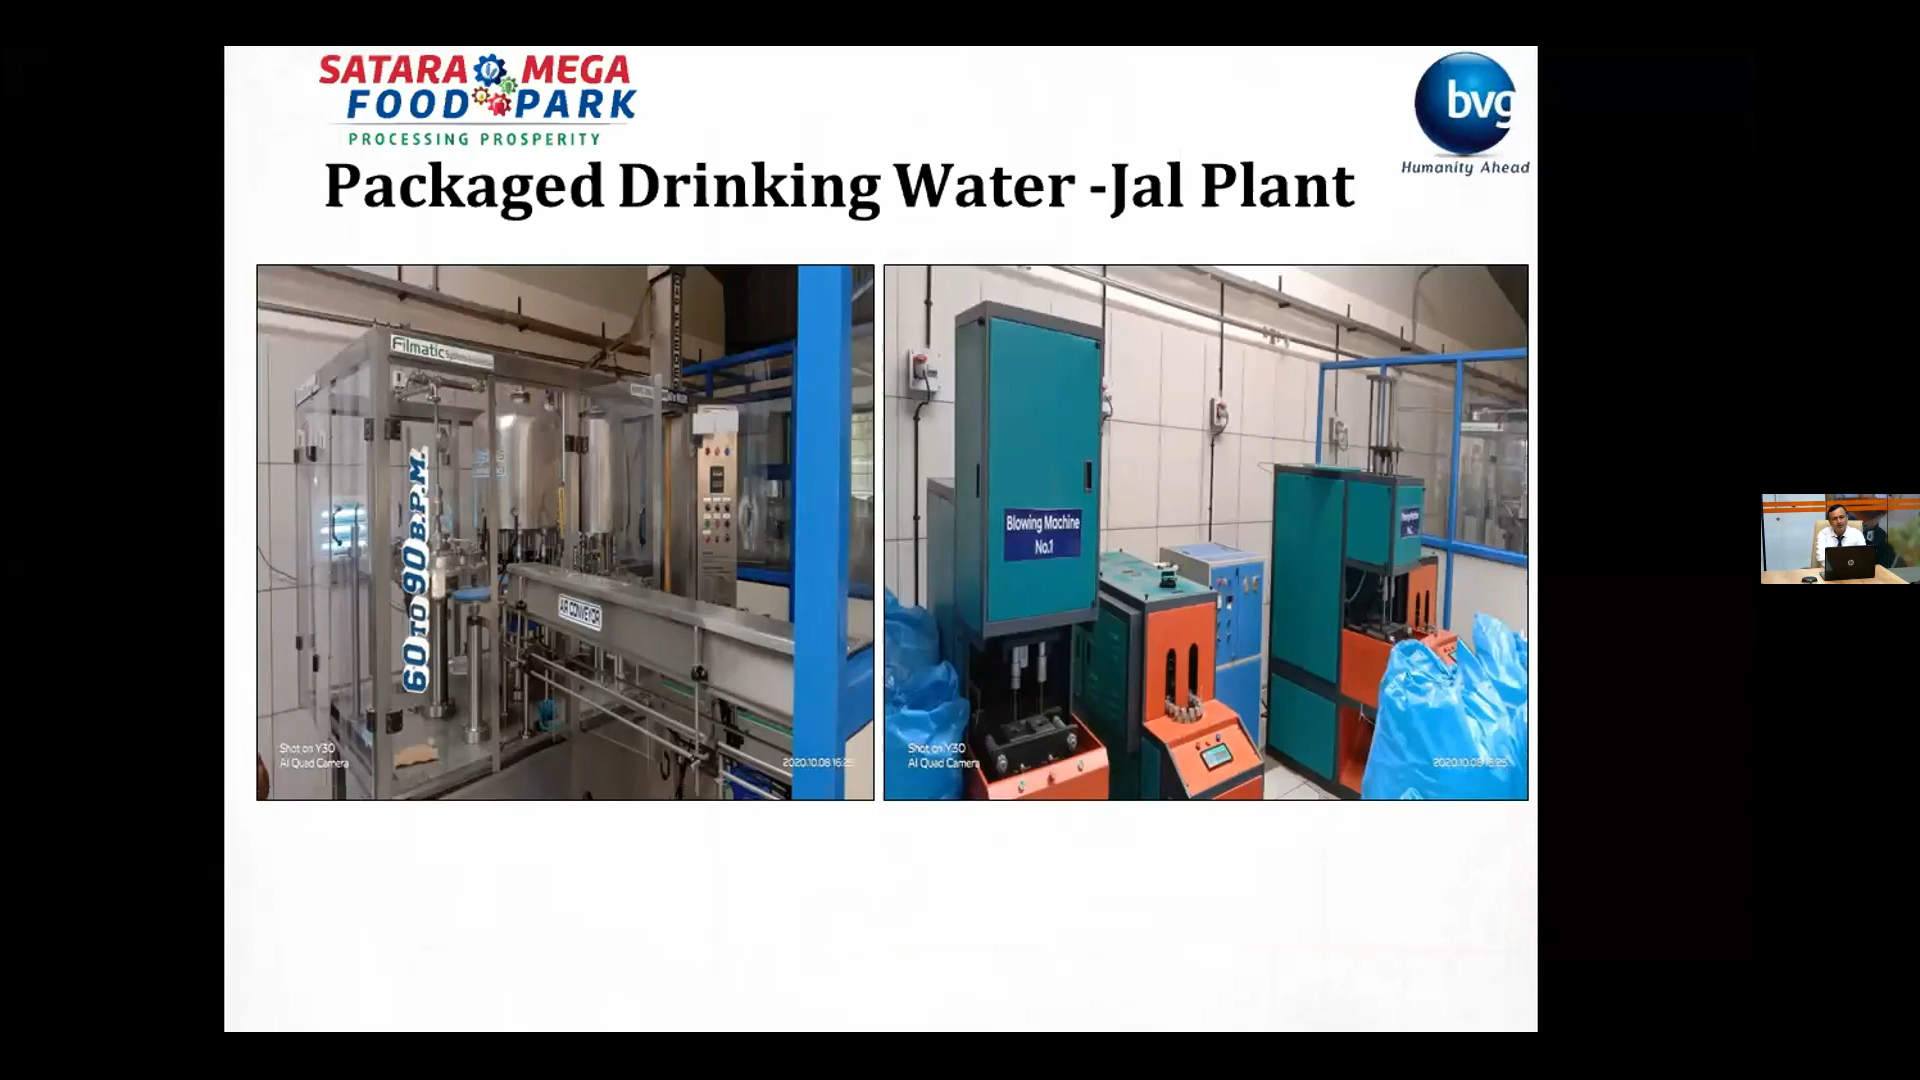 SATARA MEGA
FOOD PARK
PROCESSING PROSPERITY
bvg
Humanity Ahead
Packaged Drinking Water -Jal Plant
Filmatic
60 TO 90 B.P.M.
AIR CONVEYOR
Shot on Y30
AI Quad Camera
2020.10.08 16:25
Blowing Machine
No.1
Shot on Y30
AI Quad Camera
2020.10.08 16:25